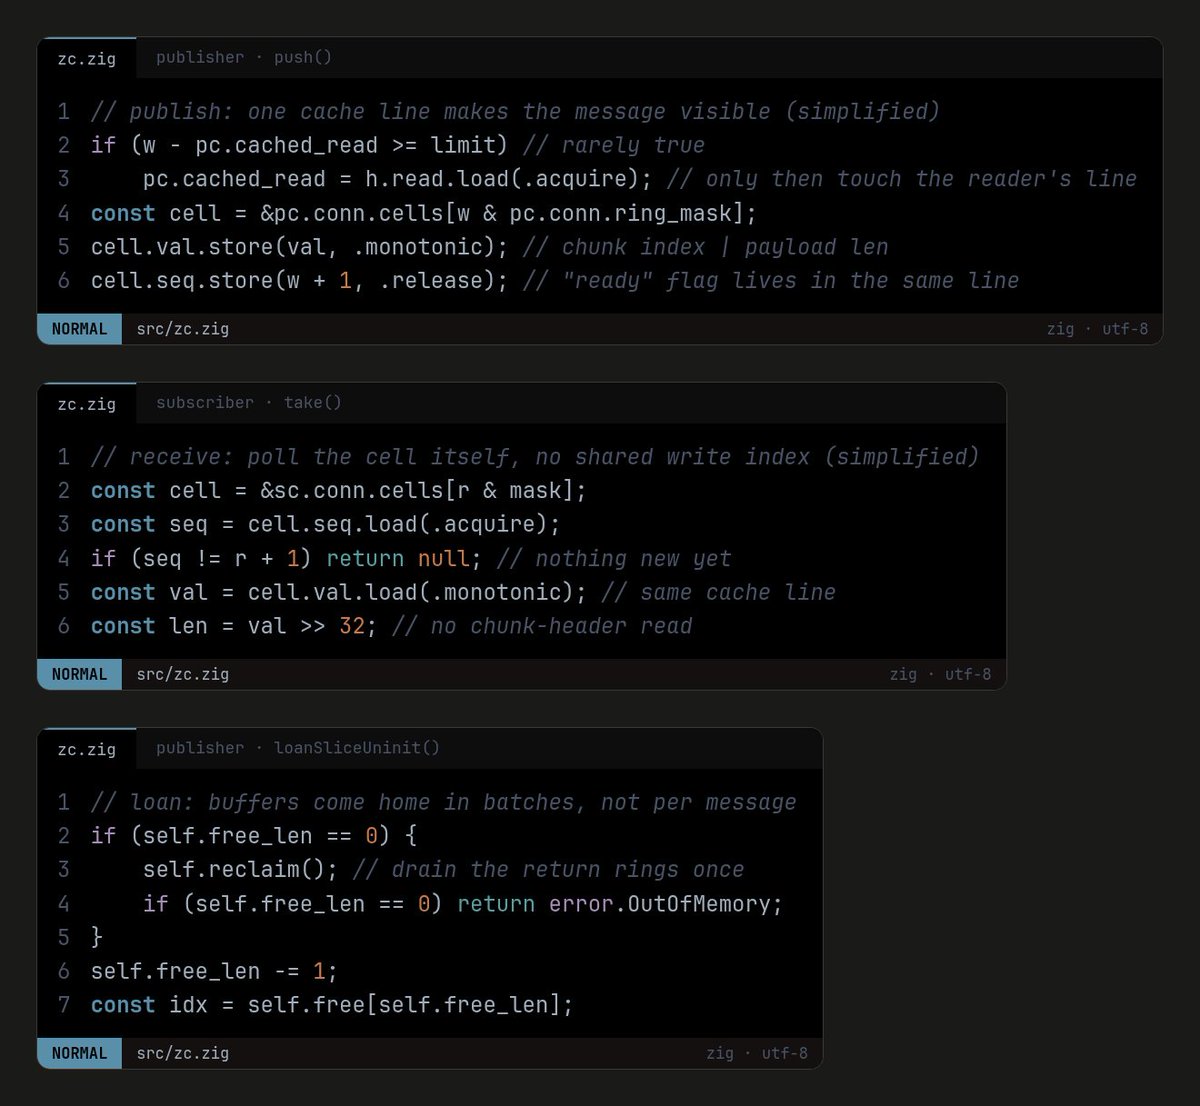 zc.zig publisher · push()
1 // publish: one cache line makes the message visible (simplified)
2 if (w - pc.cached_read >= limit) // rarely true
3     pc.cached_read = h.read.load(.acquire); // only then touch the reader's line
4 const cell = &pc.conn.cells[w & pc.conn.ring_mask];
5 cell.val.store(val, .monotonic); // chunk index | payload len
6 cell.seq.store(w + 1, .release); // "ready" flag lives in the same line
NORMAL src/zc.zig zig · utf-8
zc.zig subscriber · take()
1 // receive: poll the cell itself, no shared write index (simplified)
2 const cell = &sc.conn.cells[r & mask];
3 const seq = cell.seq.load(.acquire);
4 if (seq != r + 1) return null; // nothing new yet
5 const val = cell.val.load(.monotonic); // same cache line
6 const len = val >> 32; // no chunk-header read
NORMAL src/zc.zig zig · utf-8
zc.zig publisher · loanSliceUninit()
1 // loan: buffers come home in batches, not per message
2 if (self.free_len == 0) {
3     self.reclaim(); // drain the return rings once
4     if (self.free_len == 0) return error.OutOfMemory;
5 }
6 self.free_len -= 1;
7 const idx = self.free[self.free_len];
NORMAL src/zc.zig zig · utf-8